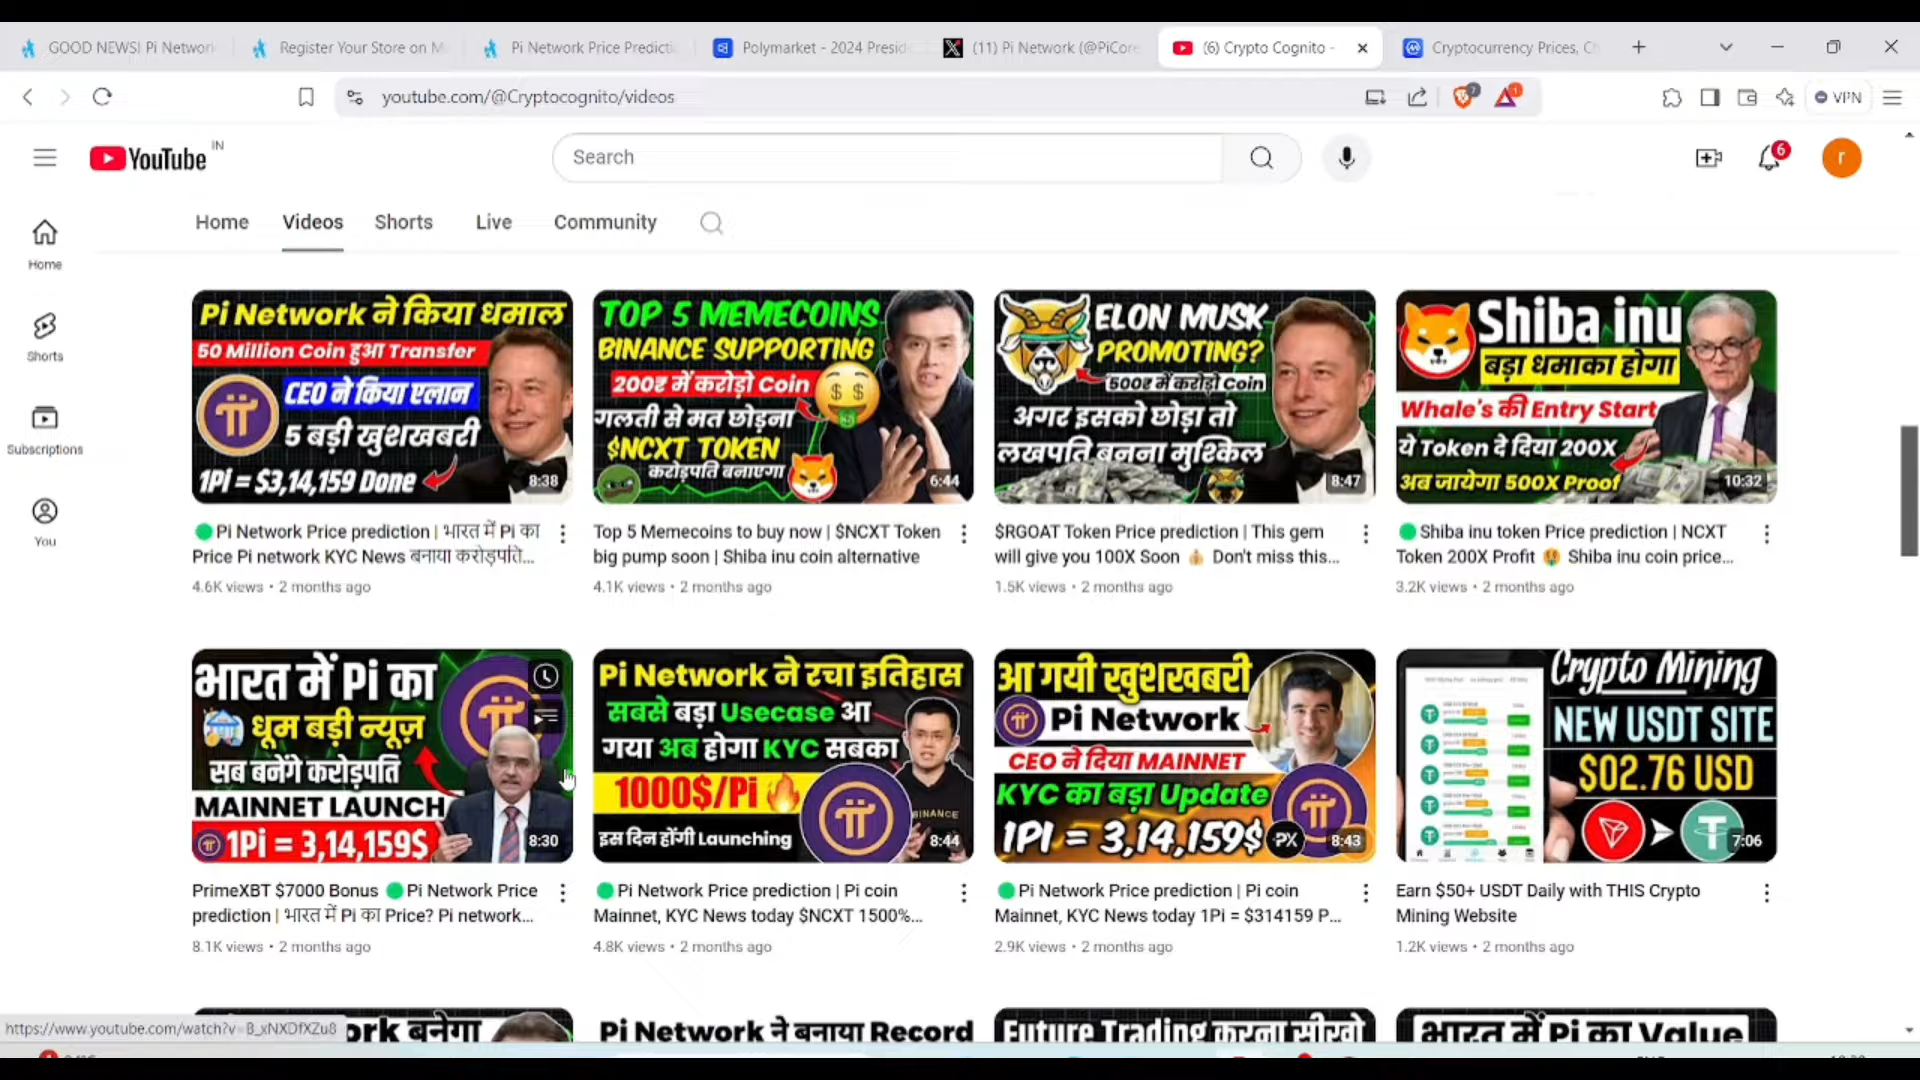 GOOD NEWS! Pi Networ
Register Your Store on M
Pi Network Price Predicti
Polymarket - 2024 Presid
(11) Pi Network (@PiCore
(6) Crypto Cognito -
Cryptocurrency Prices, C
youtube.com/@Cryptocognito/videos
7
1
VPN
YouTube IN
Search
6
r
Home
Videos
Shorts
Live
Community
Home
Shorts
Subscriptions
You
Pi Network ने किया धमाल
50 Million Coin हुआ Transfer
CEO ने किया एलान
5 बड़ी खुशखबरी
1Pi = $3,14,159 Done
8:38
TOP 5 MEMECOINS
BINANCE SUPPORTING
200₹ में करोड़ो Coin
गलती से मत छोड़ना
$NCXT TOKEN
करोड़पति बनाएगा
6:44
ELON MUSK
PROMOTING?
500₹ में करोड़ो Coin
अगर इसको छोड़ा तो
लखपति बनना मुश्किल
8:47
Shiba inu
बड़ा धमाका होगा
Whale's की Entry Start
ये Token दे दिया 200X
अब जायेगा 500X Proof
10:32
Pi Network Price prediction | भारत में Pi का
Price Pi network KYC News बनाया करोड़पति...
4.6K views • 2 months ago
Top 5 Memecoins to buy now | $NCXT Token
big pump soon | Shiba inu coin alternative
4.1K views • 2 months ago
$RGOAT Token Price prediction | This gem
will give you 100X Soon Don't miss this...
1.5K views • 2 months ago
Shiba inu token Price prediction | NCXT
Token 200X Profit Shiba inu coin price...
3.2K views • 2 months ago
भारत में Pi का
धूम बड़ी न्यूज़
सब बनेंगे करोड़पति
MAINNET LAUNCH
1Pi = 3,14,159$
8:30
Pi Network ने रचा इतिहास
सबसे बड़ा Usecase आ
गया अब होगा KYC सबका
1000$/Pi
BINANCE
इस दिन होंगी Launching
8:44
आ गयी खुशखबरी
Pi Network
CEO ने दिया MAINNET
KYC का बड़ा Update
1PI = 3,14,159$
PX
8:43
Crypto Mining
NEW USDT SITE
$02.76 USD
7:06
PrimeXBT $7000 Bonus Pi Network Price
prediction | भारत में Pi का Price? Pi network...
8.1K views • 2 months ago
Pi Network Price prediction | Pi coin
Mainnet, KYC News today $NCXT 1500%...
4.8K views • 2 months ago
Pi Network Price prediction | Pi coin
Mainnet, KYC News today 1Pi = $314159 P...
2.9K views • 2 months ago
Earn $50+ USDT Daily with THIS Crypto
Mining Website
1.2K views • 2 months ago
https://www.youtube.com/watch?v=B_xNXDfXZu8
ork बनेगा
Pi Network ने बनाया Record
Future Trading करना सीखो
भारत में Pi का Value